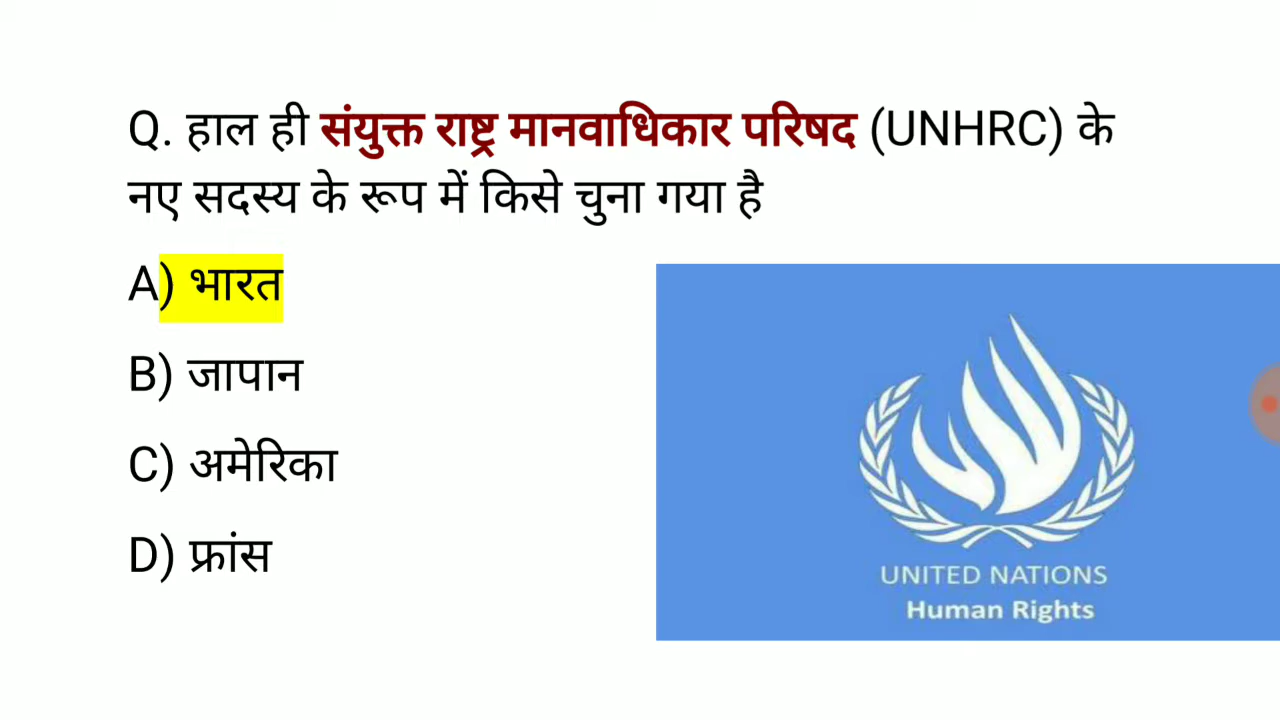 Q. हाल ही संयुक्त राष्ट्र मानवाधिकार परिषद (UNHRC) के
नए सदस्य के रूप में किसे चुना गया है
A) भारत
B) जापान
C) अमेरिका
D) फ्रांस
UNITED NATIONS
Human Rights